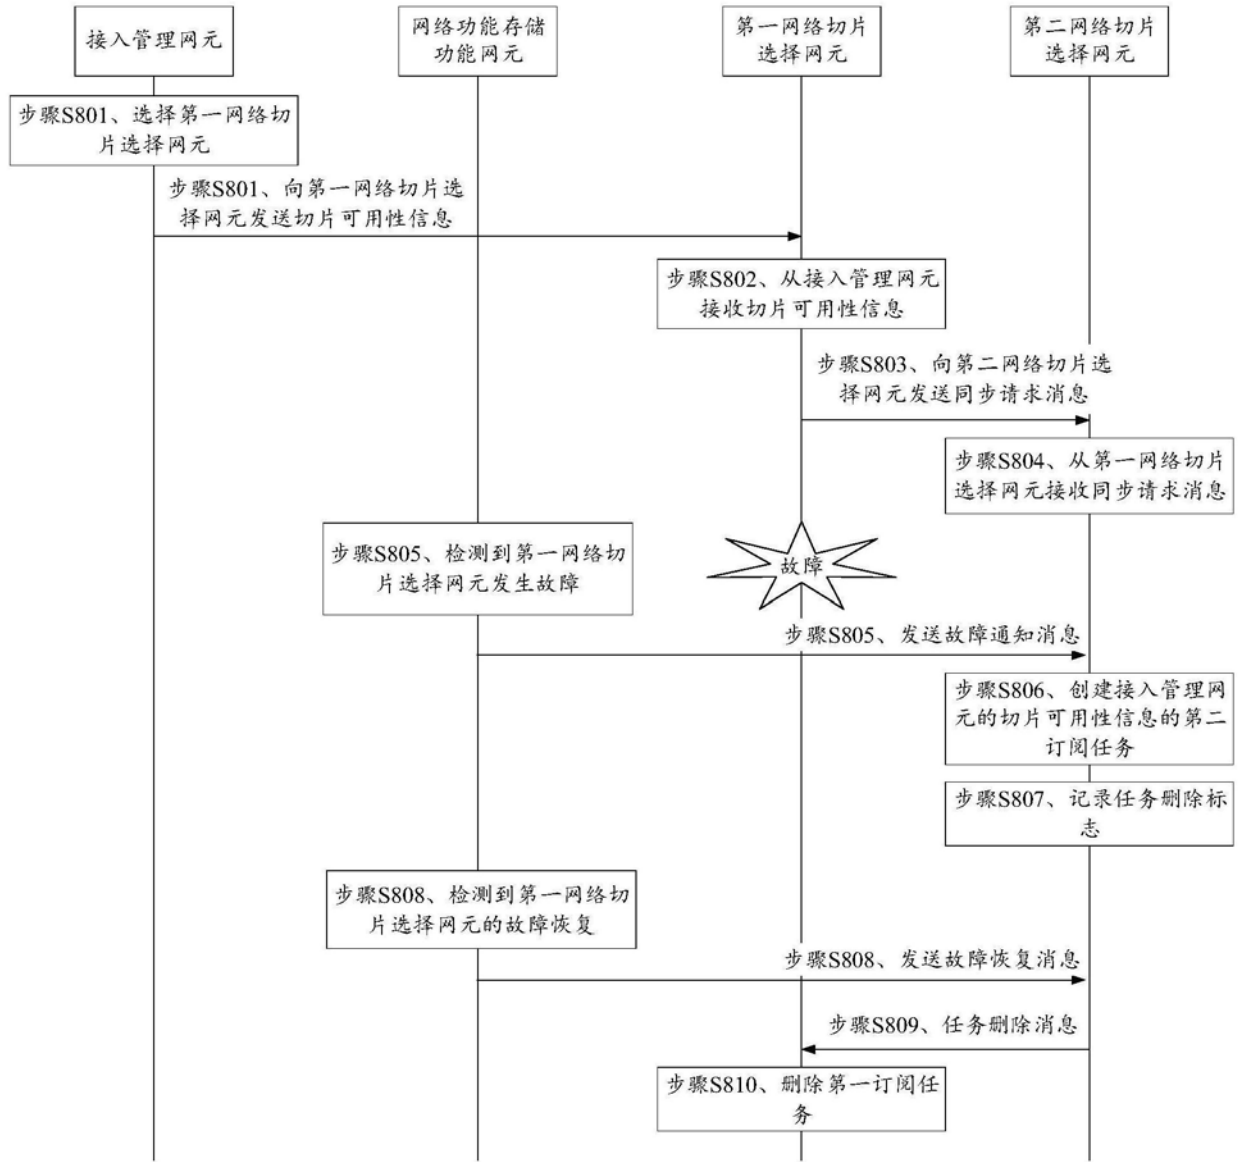 接入管理网元
网络功能存储
功能网元
第一网络切片
选择网元
第二网络切片
选择网元
步骤S801、选择第一网络切
片选择网元
步骤S801、向第一网络切片选
择网元发送切片可用性信息
步骤S802、从接入管理网元
接收切片可用性信息
步骤S803、向第二网络切片选
择网元发送同步请求消息
步骤S804、从第一网络切片
选择网元接收同步请求消息
步骤S805、检测到第一网络切
片选择网元发生故障
故障
步骤S805、发送故障通知消息
步骤S806、创建接入管理网
元的切片可用性信息的第二
订阅任务
步骤S807、记录任务删除标
志
步骤S808、检测到第一网络切
片选择网元的故障恢复
步骤S808、发送故障恢复消息
步骤S809、任务删除消息
步骤S810、删除第一订阅任
务